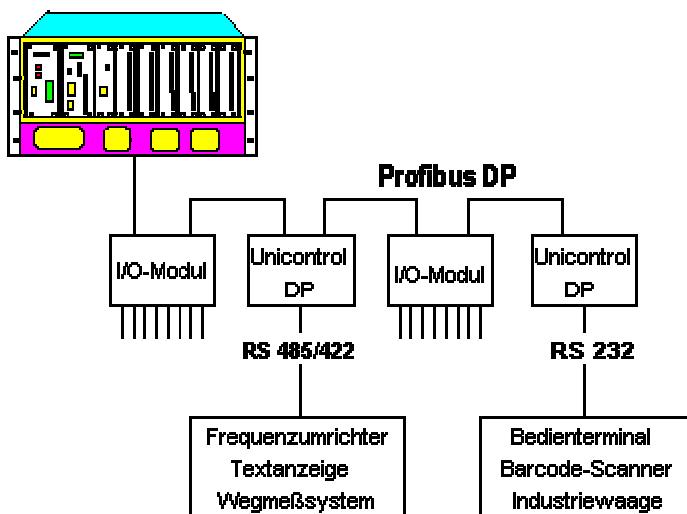 Profibus DP
I/O-Modul
Unicontrol
DP
I/O-Modul
Unicontrol
DP
RS 485/422
RS 232
Frequenzumrichter
Textanzeige
Wegmeßsystem
Bedienterminal
Barcode-Scanner
Industriewaage